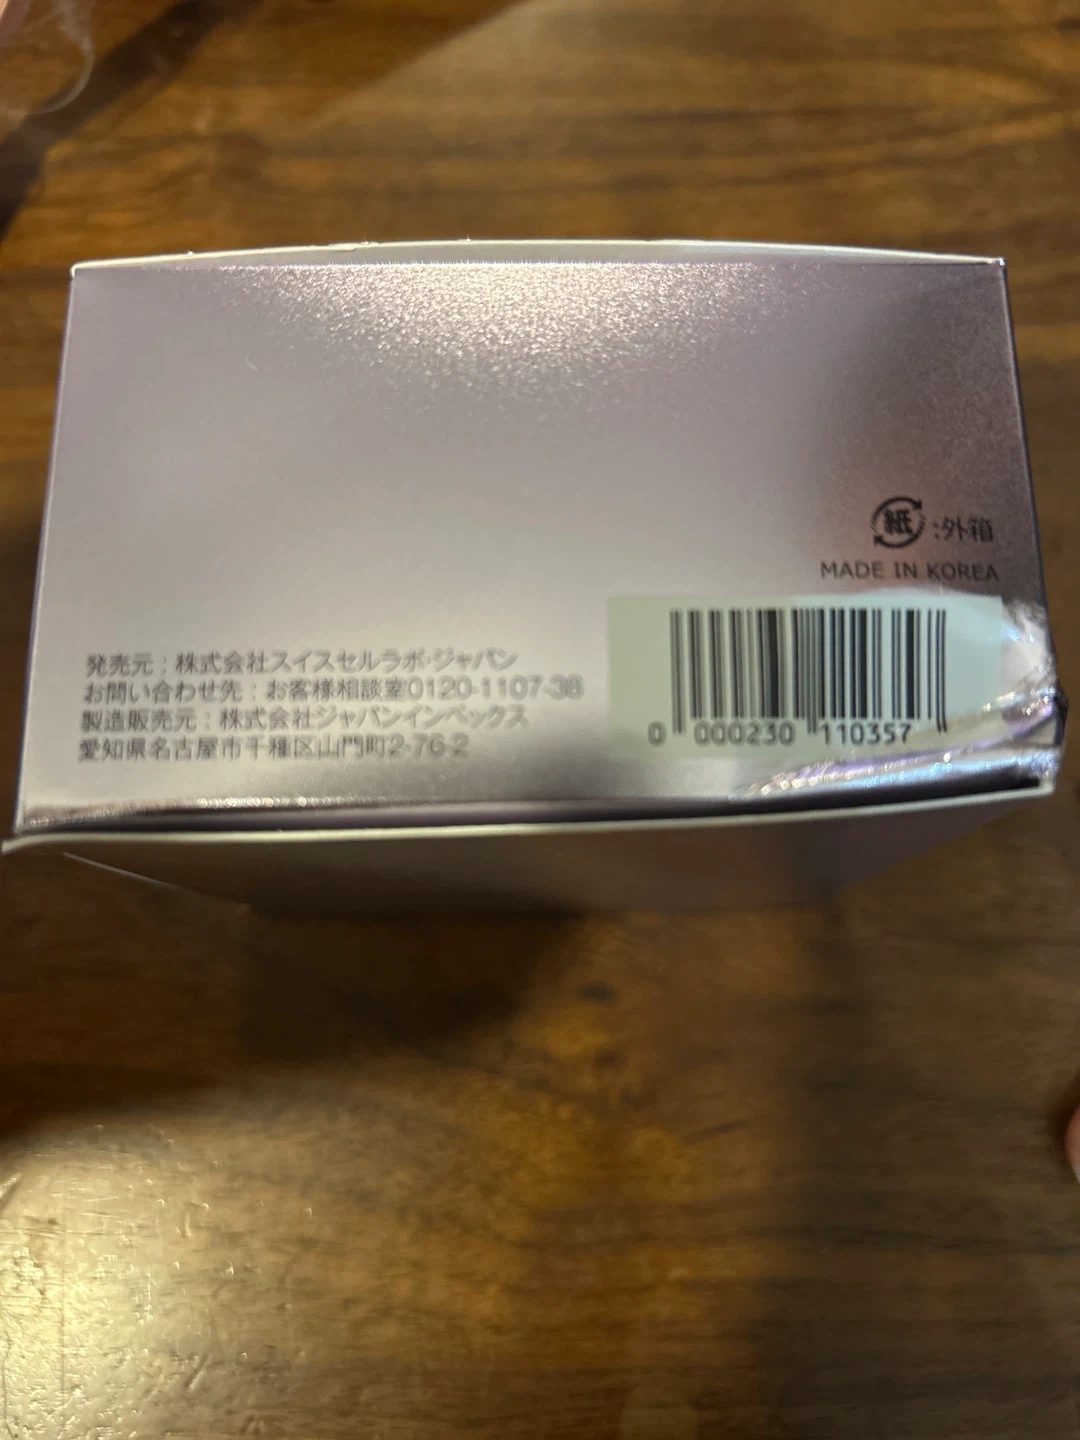 紙:外箱
MADE IN KOREA
発売元:株式会社スイスセルラボ・ジャパン
お問い合わせ先:お客様相談室0120-1107-38
製造販売元:株式会社ジャパンインペックス
愛知県名古屋市千種区山門町2-76-2
0 000230 110357